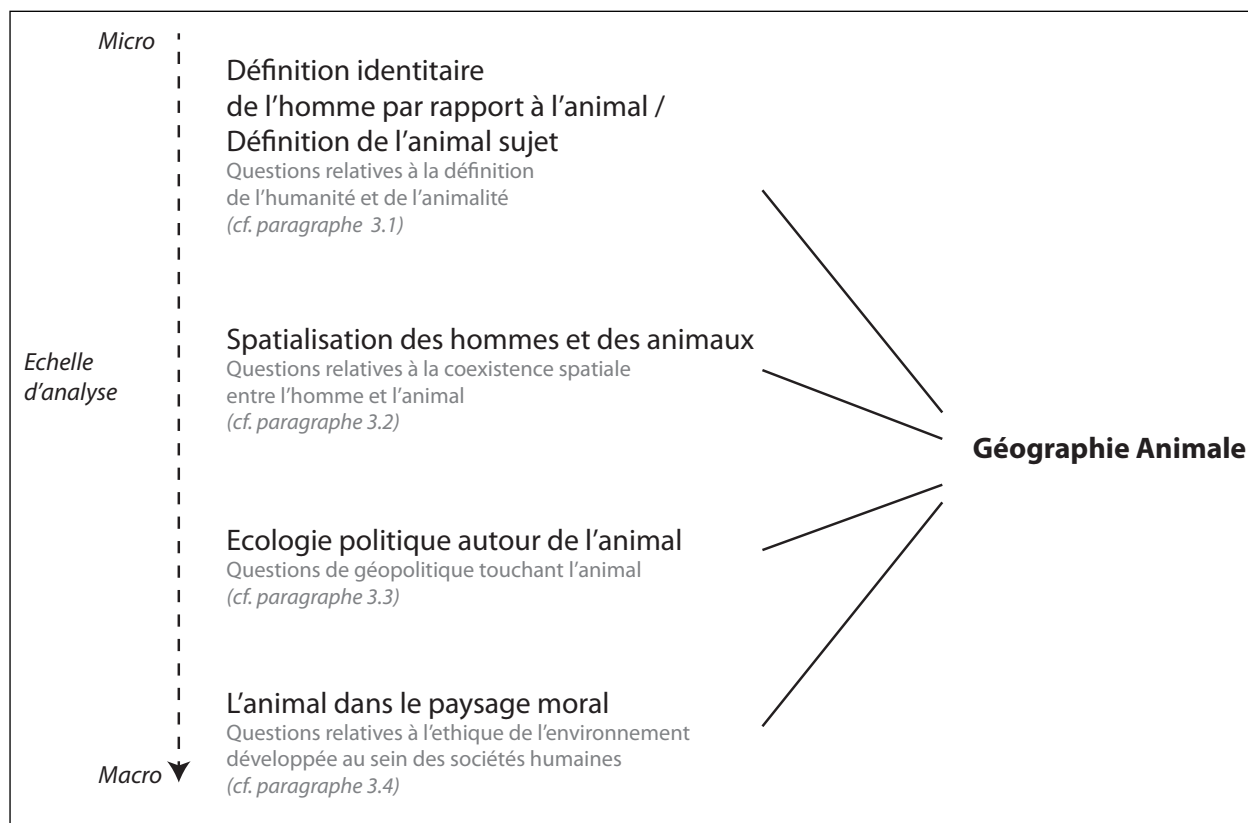 Micro
Définition identitaire
de l'homme par rapport à l'animal /
Définition de l'animal sujet
Questions relatives à la définition
de l'humanité et de l'animalité
(cf. paragraphe 3.1)
Spatialisation des hommes et des animaux
Questions relatives à la coexistence spatiale
entre l'homme et l'animal
(cf. paragraphe 3.2)
Echelle
d'analyse
Géographie Animale
Ecologie politique autour de l'animal
Questions de géopolitique touchant l'animal
(cf. paragraphe 3.3)
L'animal dans le paysage moral
Questions relatives à l'ethique de l'environnement
développée au sein des sociétés humaines
(cf. paragraphe 3.4)
Macro